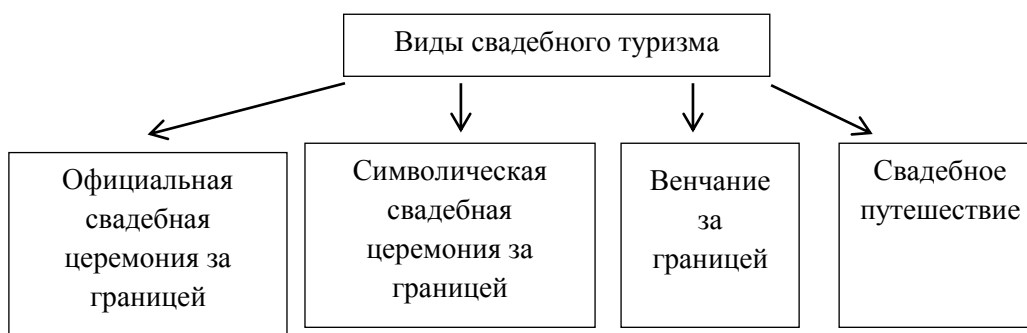 Виды свадебного туризма
Официальная
свадебная
церемония за
границей
Символическая
свадебная
церемония за
границей
Венчание
за
границей
Свадебное
путешествие